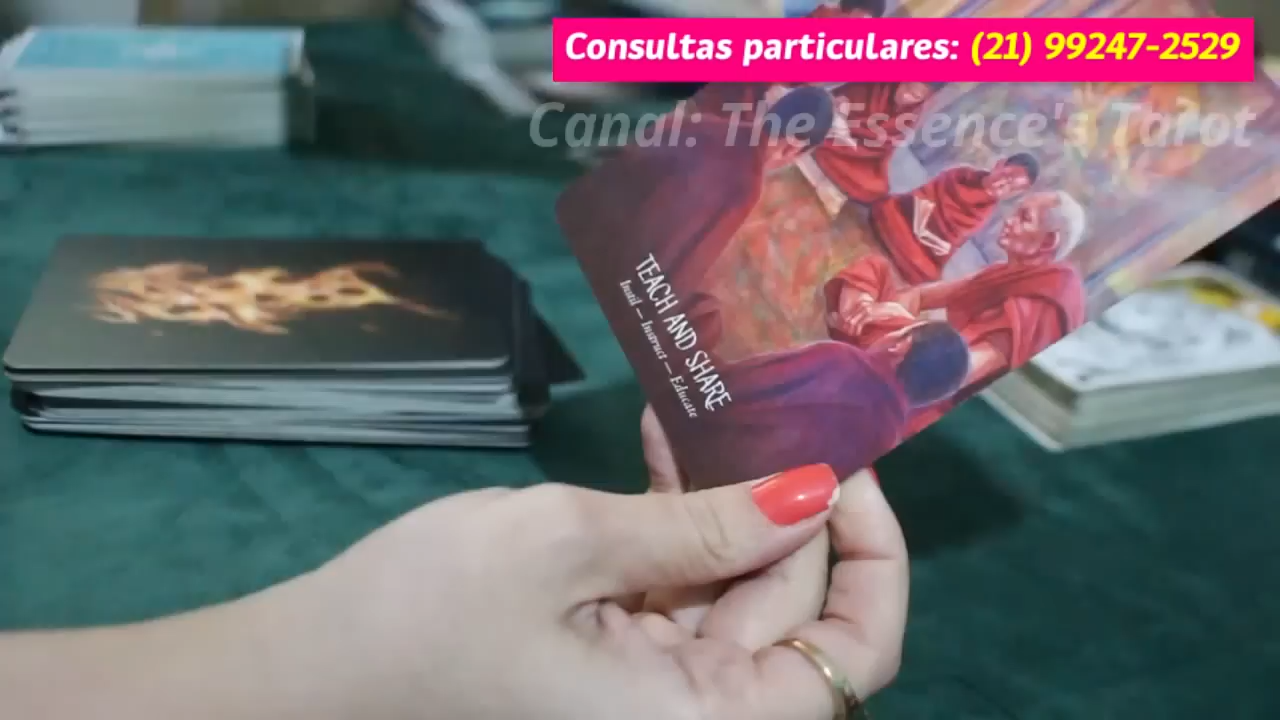 Consultas particulares: (21) 99247-2529
Canal: The Essence's Tarot
TEACH AND SHARE
Instil — Instruct — Educate